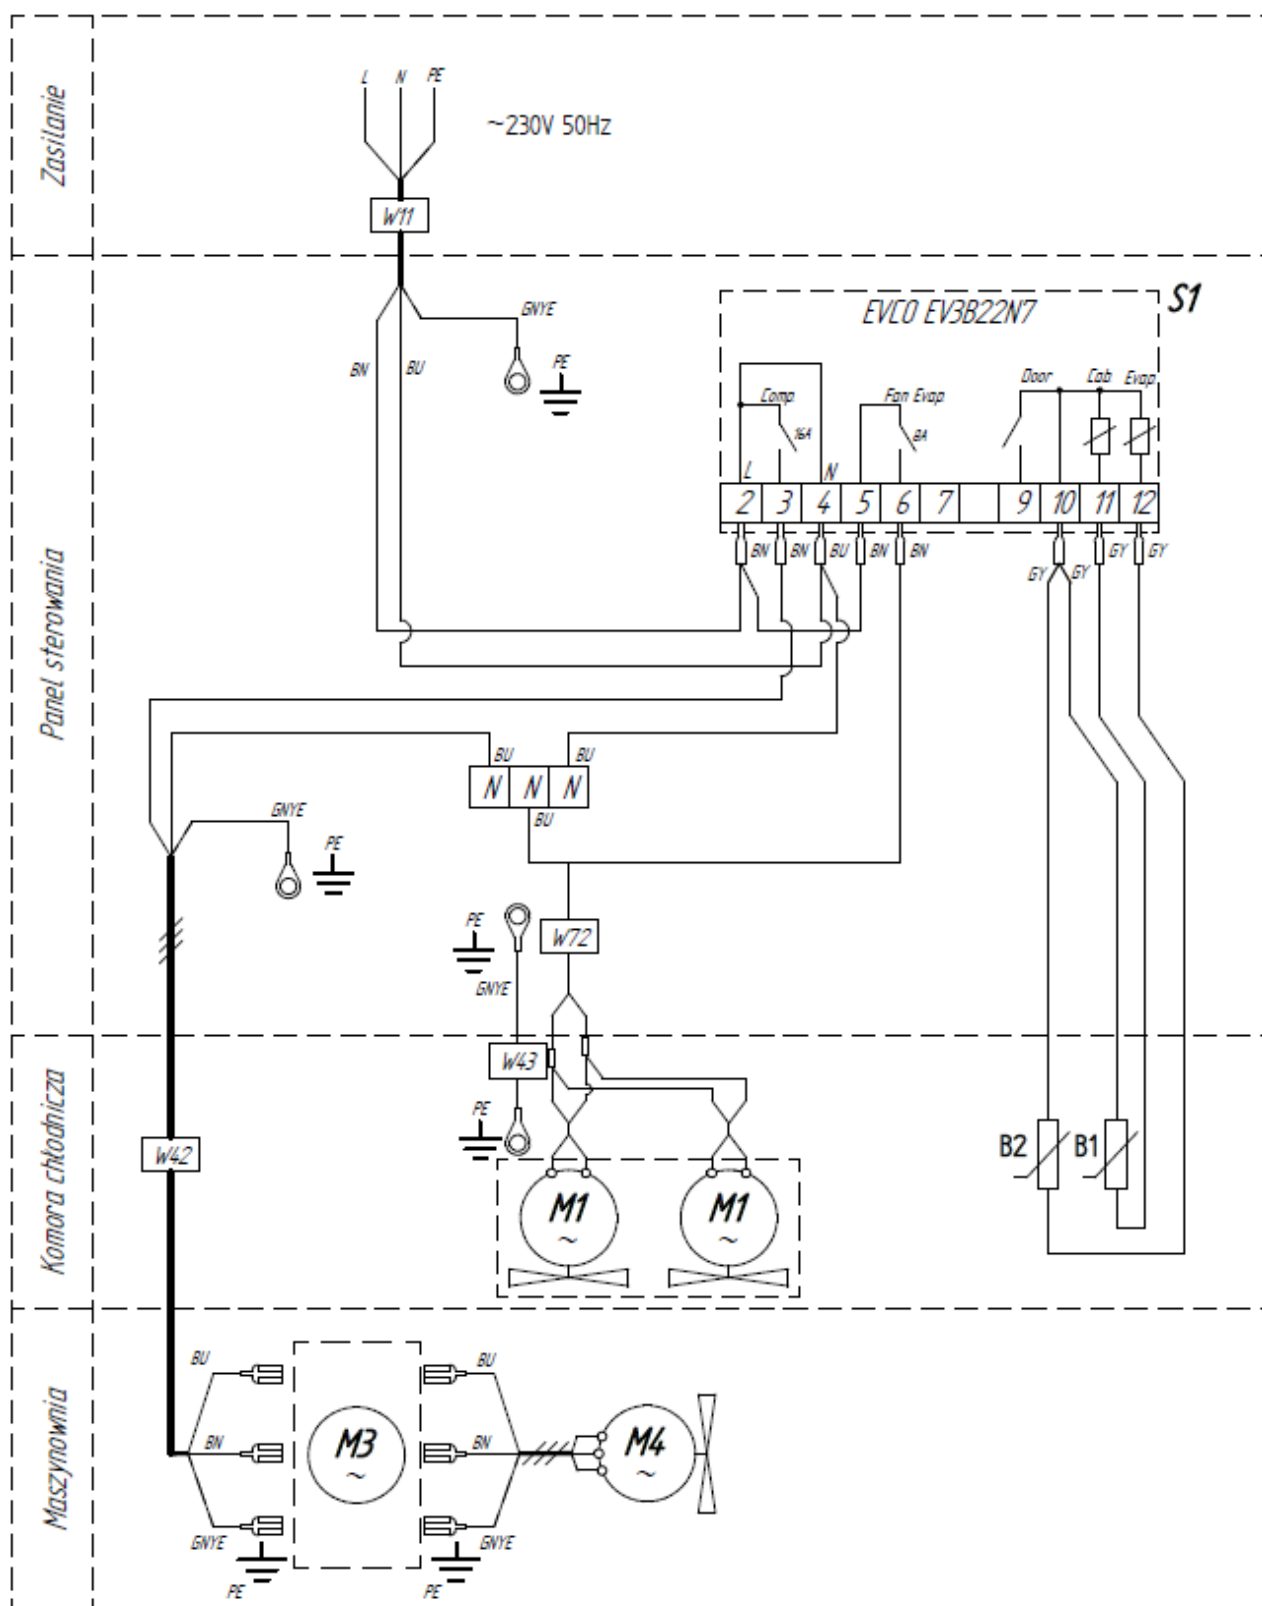 Zasilanie
L N PE
~230V 50Hz
W11
Panel sterowania
GNYE
BN BU
PE
EVCO EV3B22N7
S1
Comp
16A
Fan Evap
8A
Door Cab Evap
L N
2 3 4 5 6 7 9 10 11 12
BN BN BU BN BN GY GY GY GY
BU BU
N N N
BU
GNYE
PE
PE
W72
GNYE
Komora chłodnicza
W43
PE
W42
B2 B1
M1
~
M1
~
Maszynownia
BU BU
BN BN
M3
~
M4
~
GNYE GNYE
PE PE